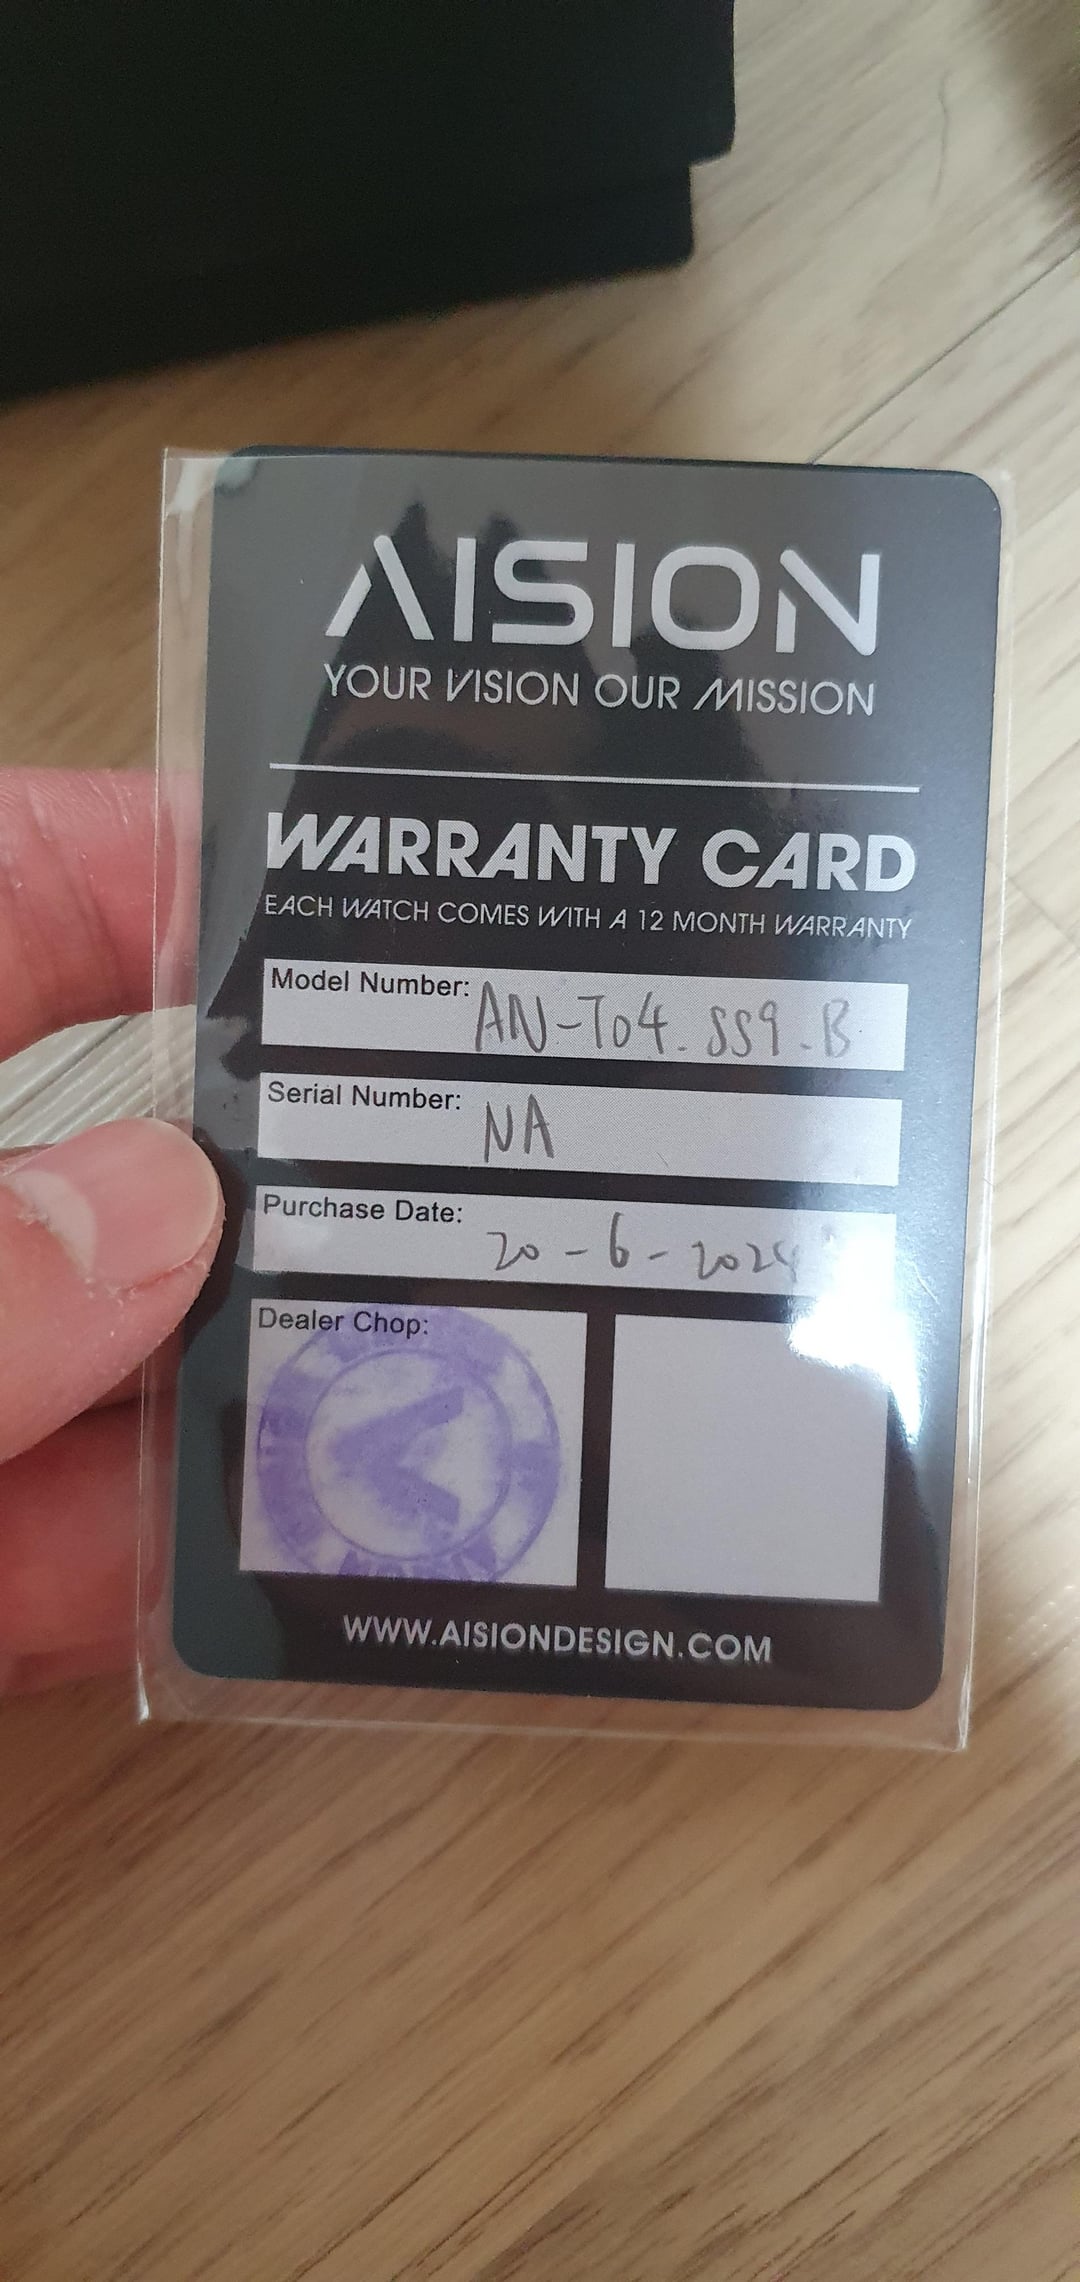 AISION
YOUR VISION OUR MISSION
WARRANTY CARD
EACH WATCH COMES WITH A 12 MONTH WARRANTY
Model Number: AN-T04.SS9.B
Serial Number: NA
Purchase Date: 20-6-2024
Dealer Chop:
WWW.AISIONDESIGN.COM